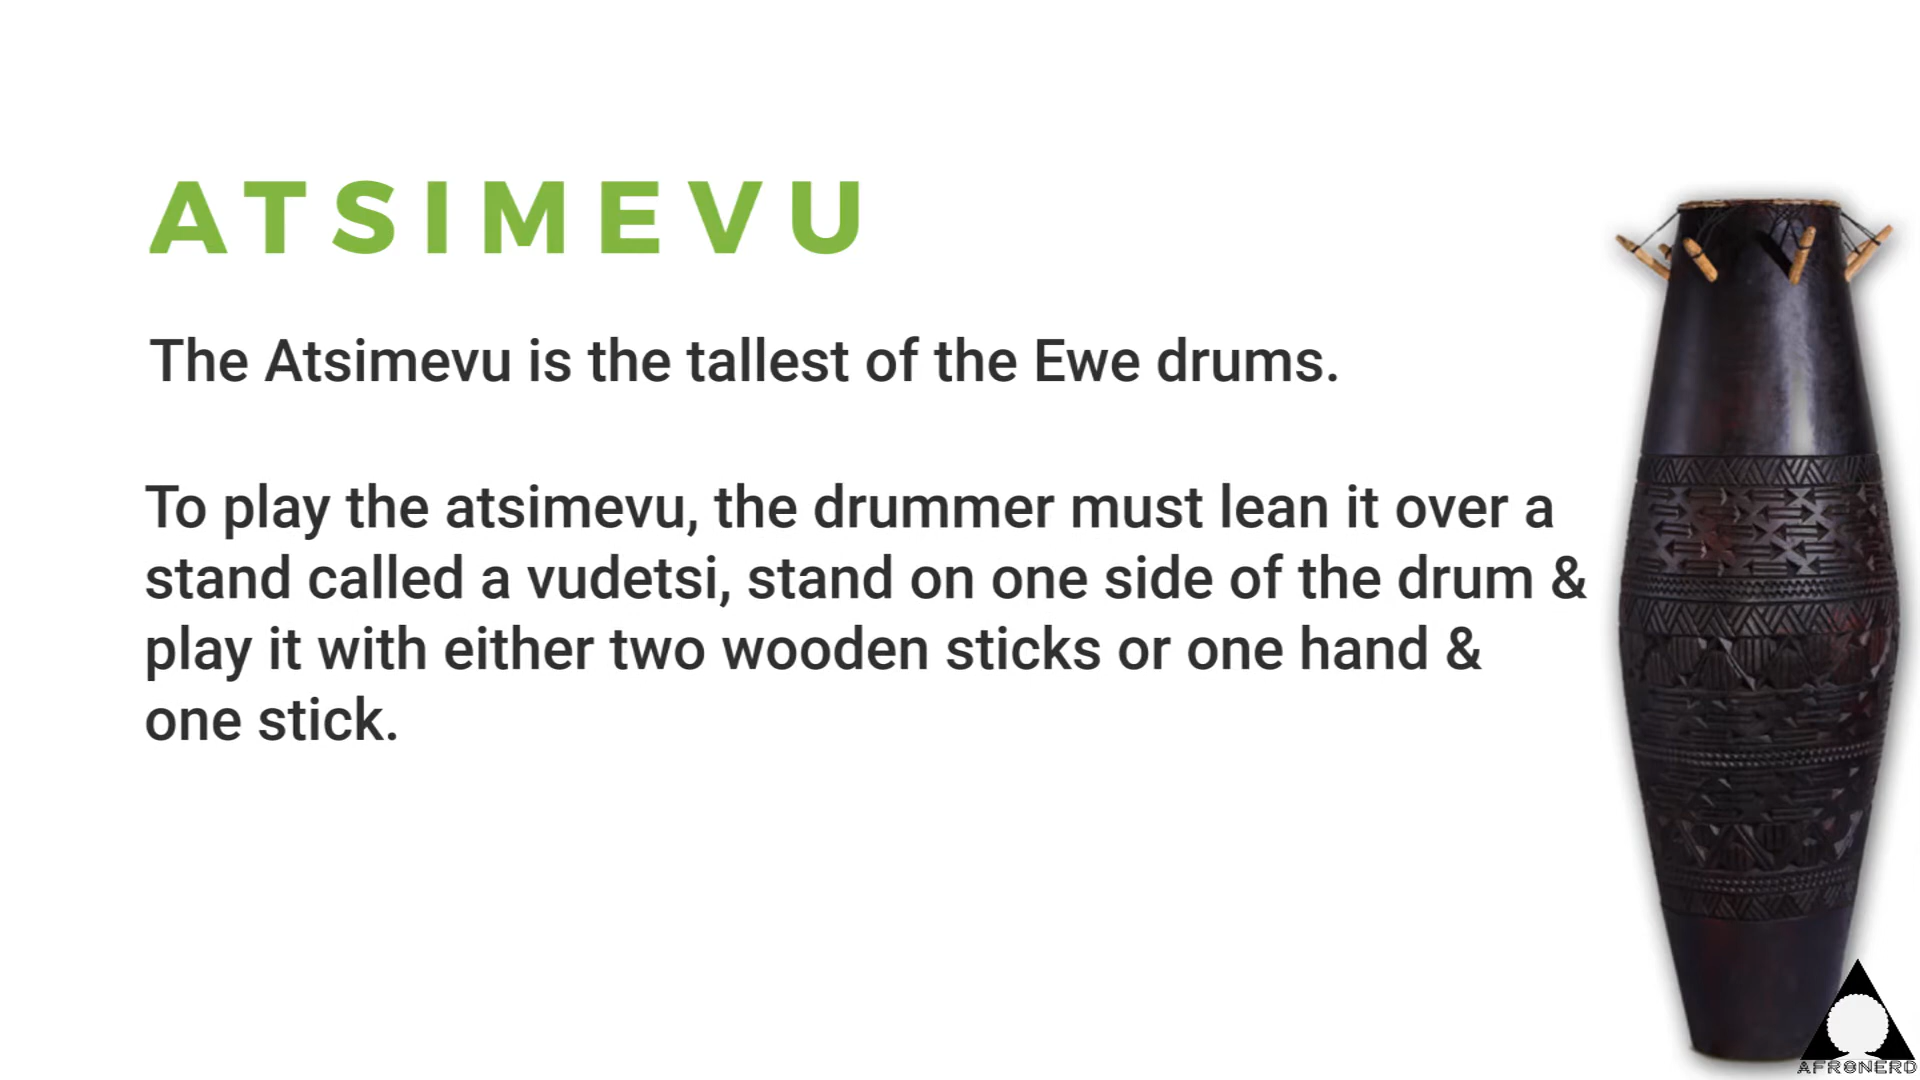 ATSIMEVU
The Atsimevu is the tallest of the Ewe drums.
To play the atsimevu, the drummer must lean it over a
stand called a vudetsi, stand on one side of the drum &
play it with either two wooden sticks or one hand &
one stick.
AFRONERD